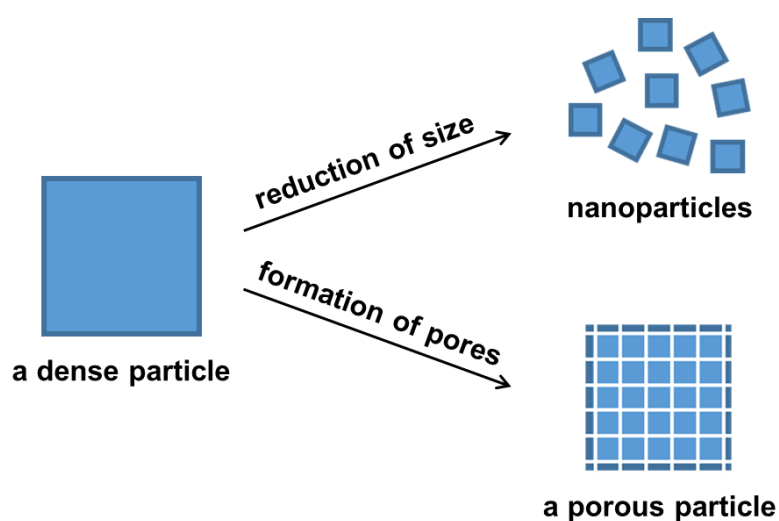 reduction of size
nanoparticles
a dense particle
formation of pores
a porous particle